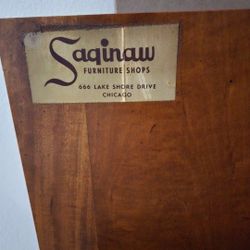 Saginaw
FURNITURE SHOPS
666 LAKE SHORE DRIVE
CHICAGO